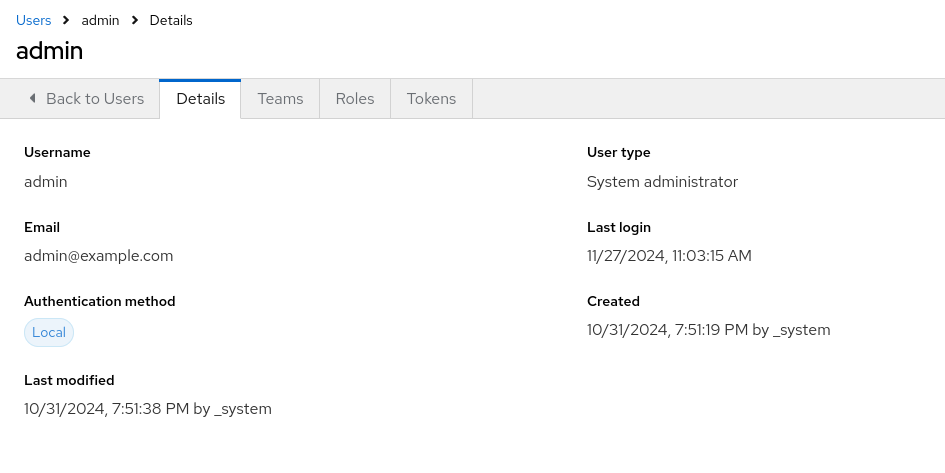 Users > admin > Details
admin
Back to Users Details Teams Roles Tokens
Username
admin
User type
System administrator
Email
admin@example.com
Last login
11/27/2024, 11:03:15 AM
Authentication method
Local
Created
10/31/2024, 7:51:19 PM by _system
Last modified
10/31/2024, 7:51:38 PM by _system